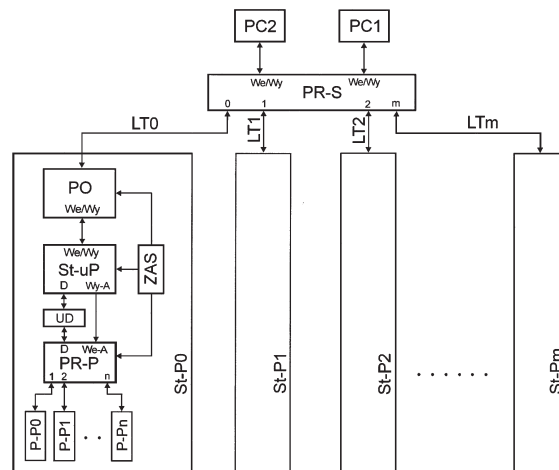 PC2 PC1
We/Wy We/Wy
PR-S
0 1 2 m
LT0 LT1 LT2 LTm
PO
We/Wy
We/Wy
St-uP
D Wy-A
ZAS
UD
D We-A
PR-P
1 2 n
P-P0 P-P1 . . P-Pn
St-P0 St-P1 St-P2 . . . . . . St-Pm